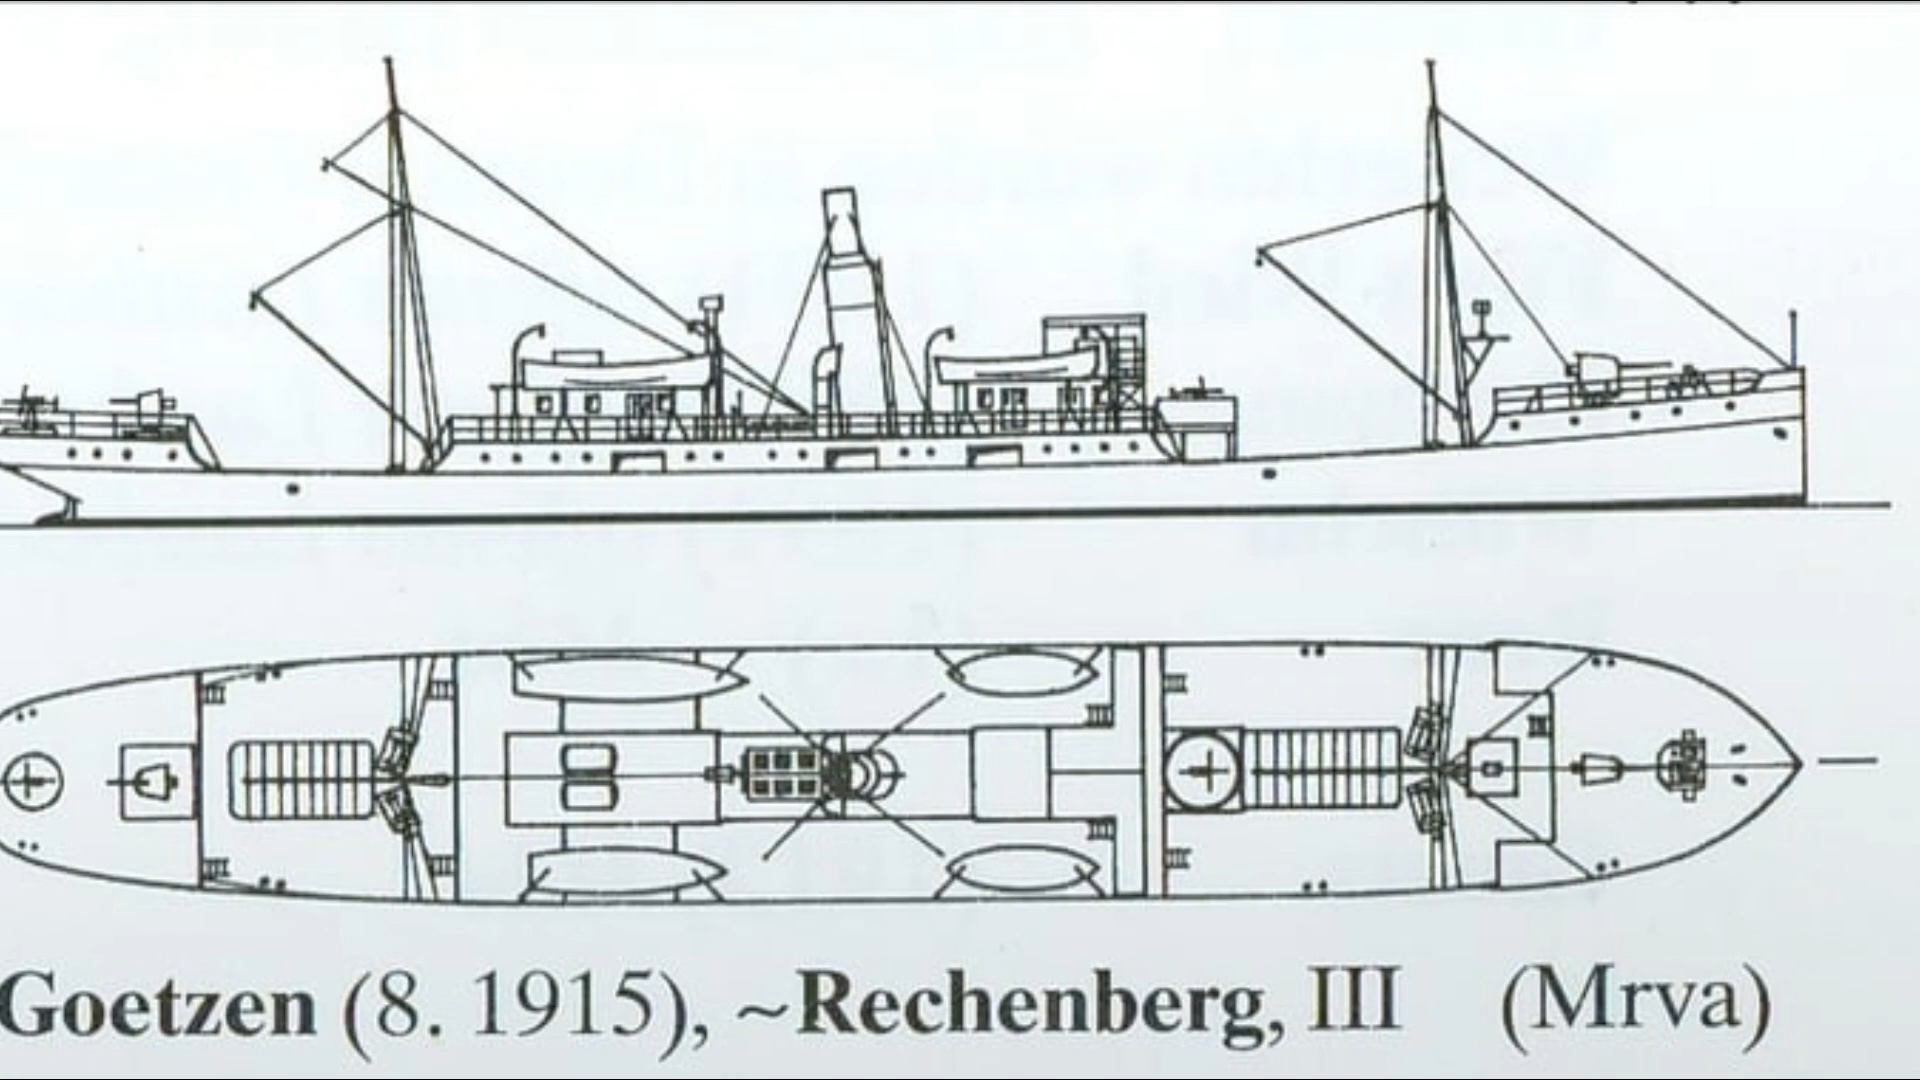 Goetzen (8. 1915), ~Rechenberg, III (Mrva)